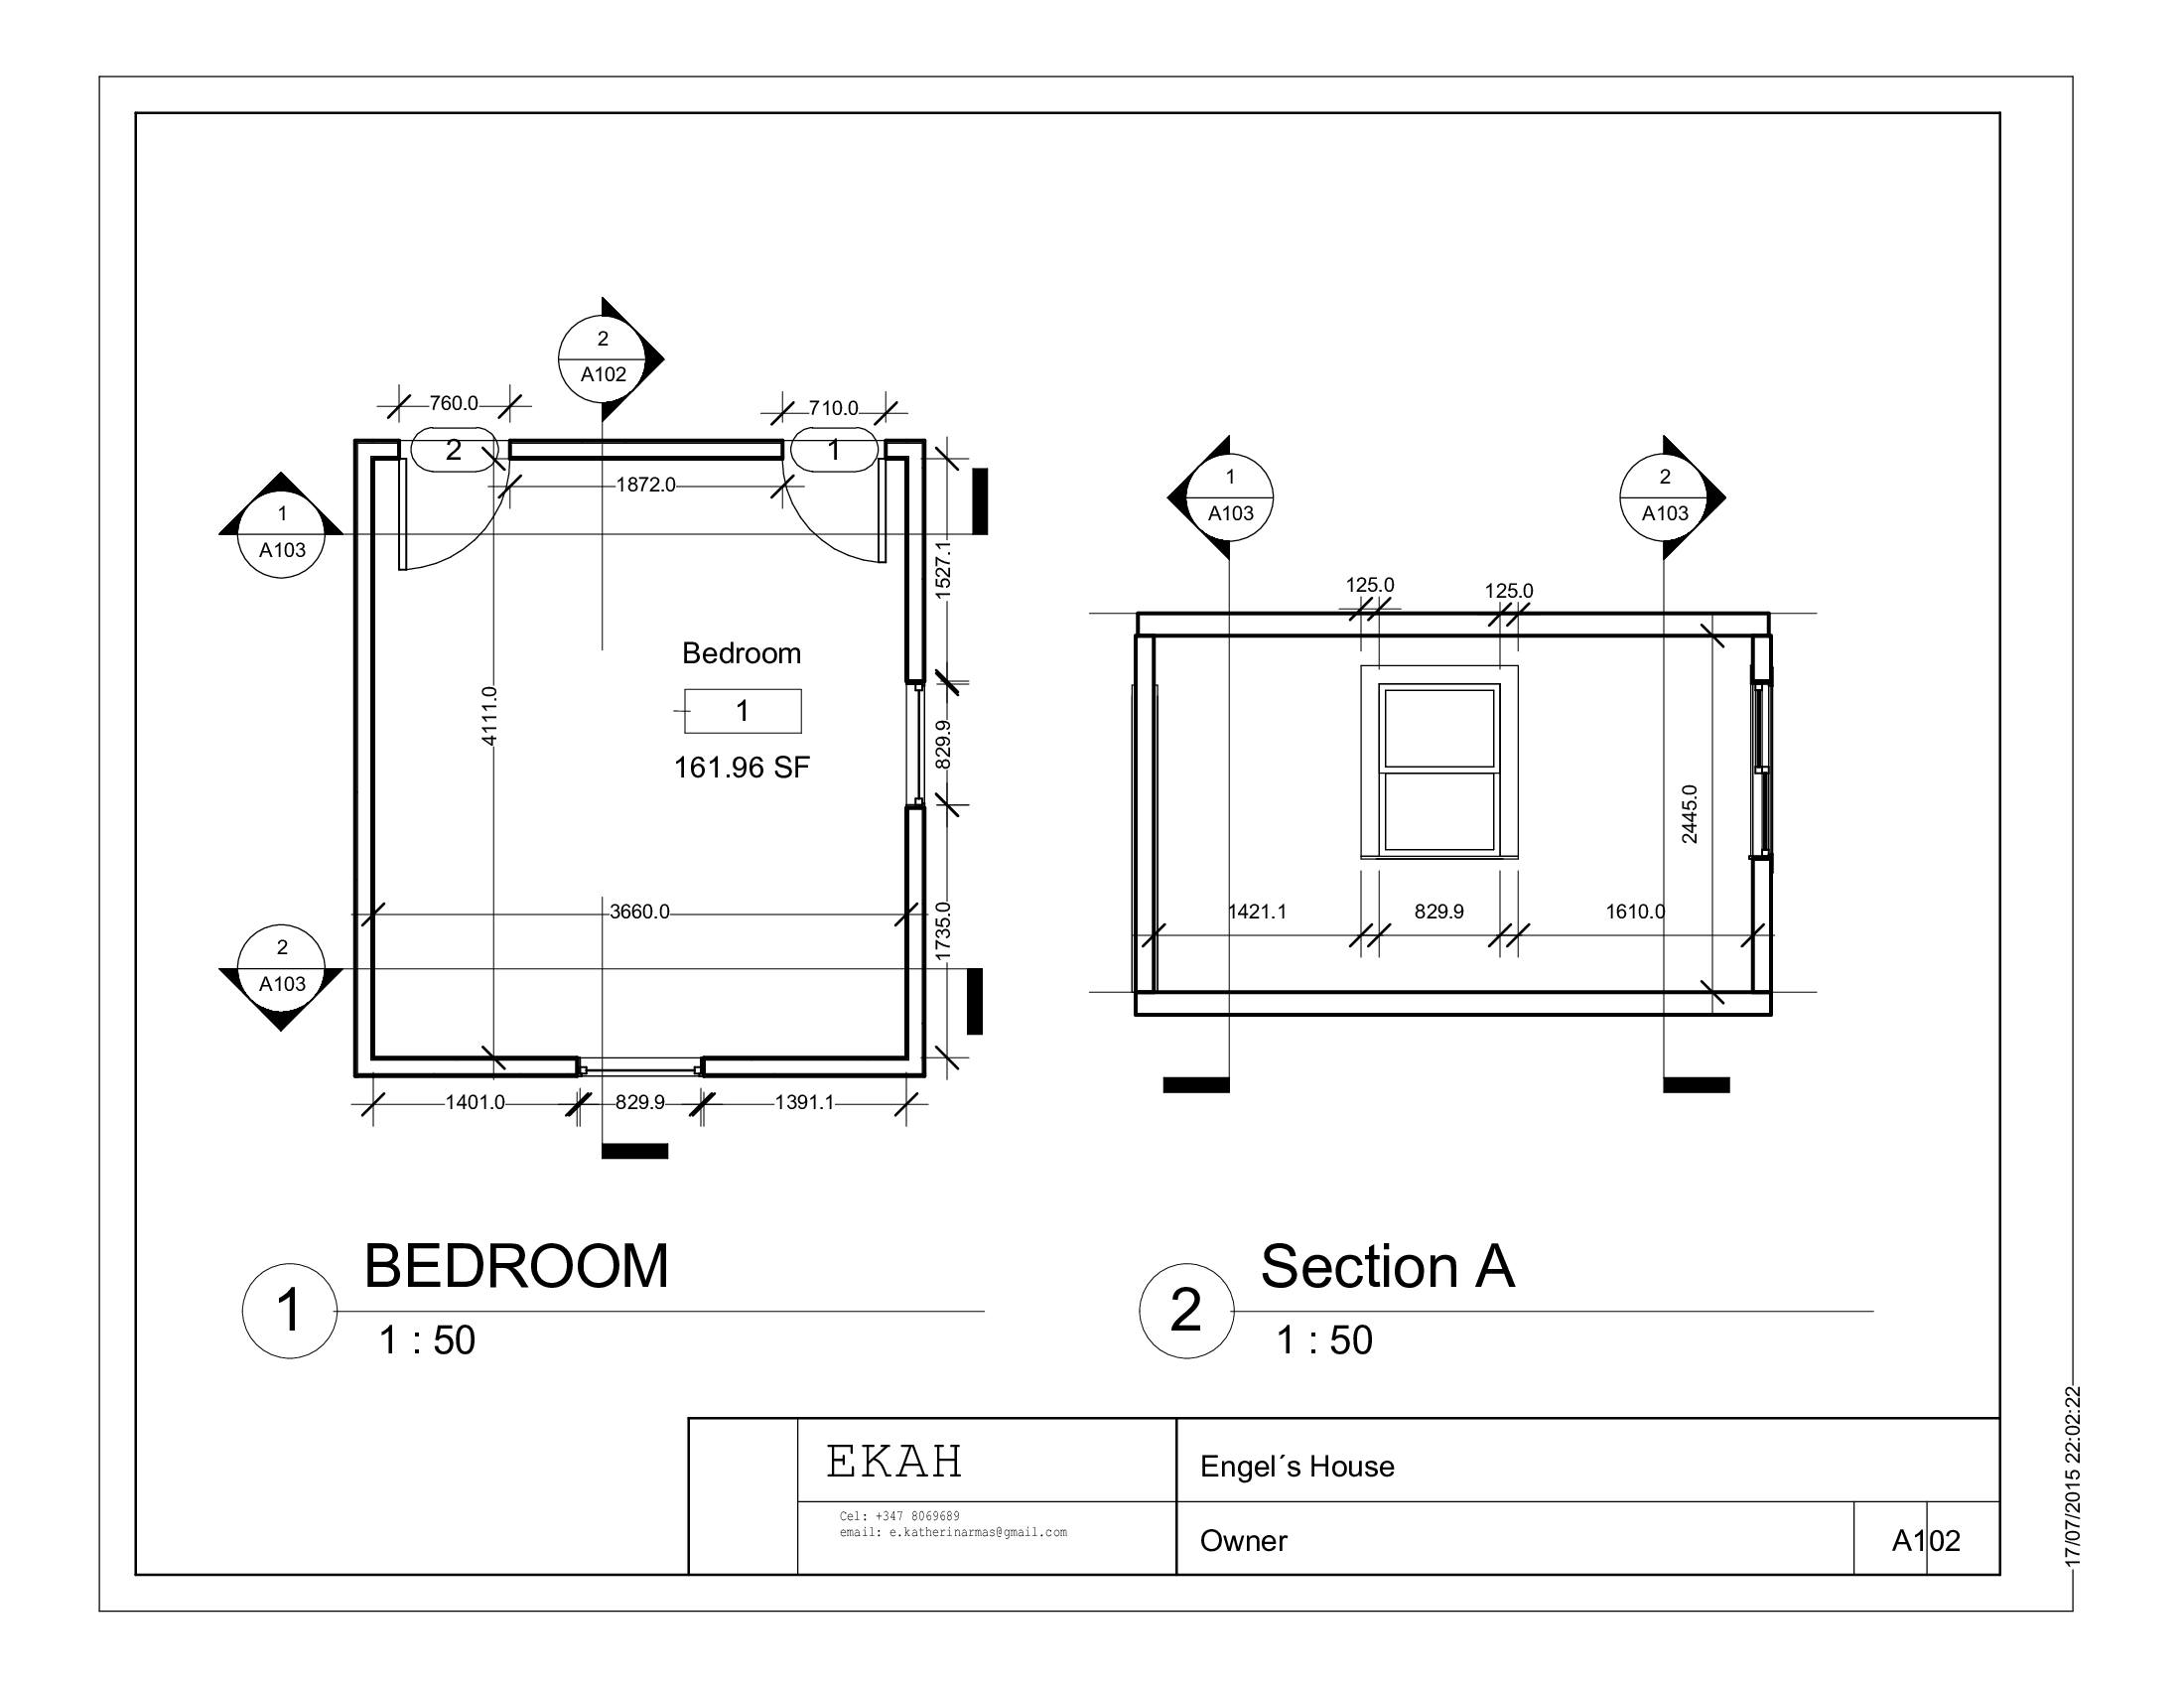 2
A102
760.0
710.0
2
1
1872.0
1
A103
1527.1
Bedroom
1
161.96 SF
4111.0
829.9
3660.0
1735.0
2
A103
1401.0
829.9
1391.1
1
A103
2
A103
125.0
125.0
2445.0
1421.1
829.9
1610.0
1
BEDROOM
1 : 50
2
Section A
1 : 50
EKAH
Cel: +347 8069689
email: e.katherinarmas@gmail.com
Engel´s House
Owner
A102
17/07/2015 22:02:22